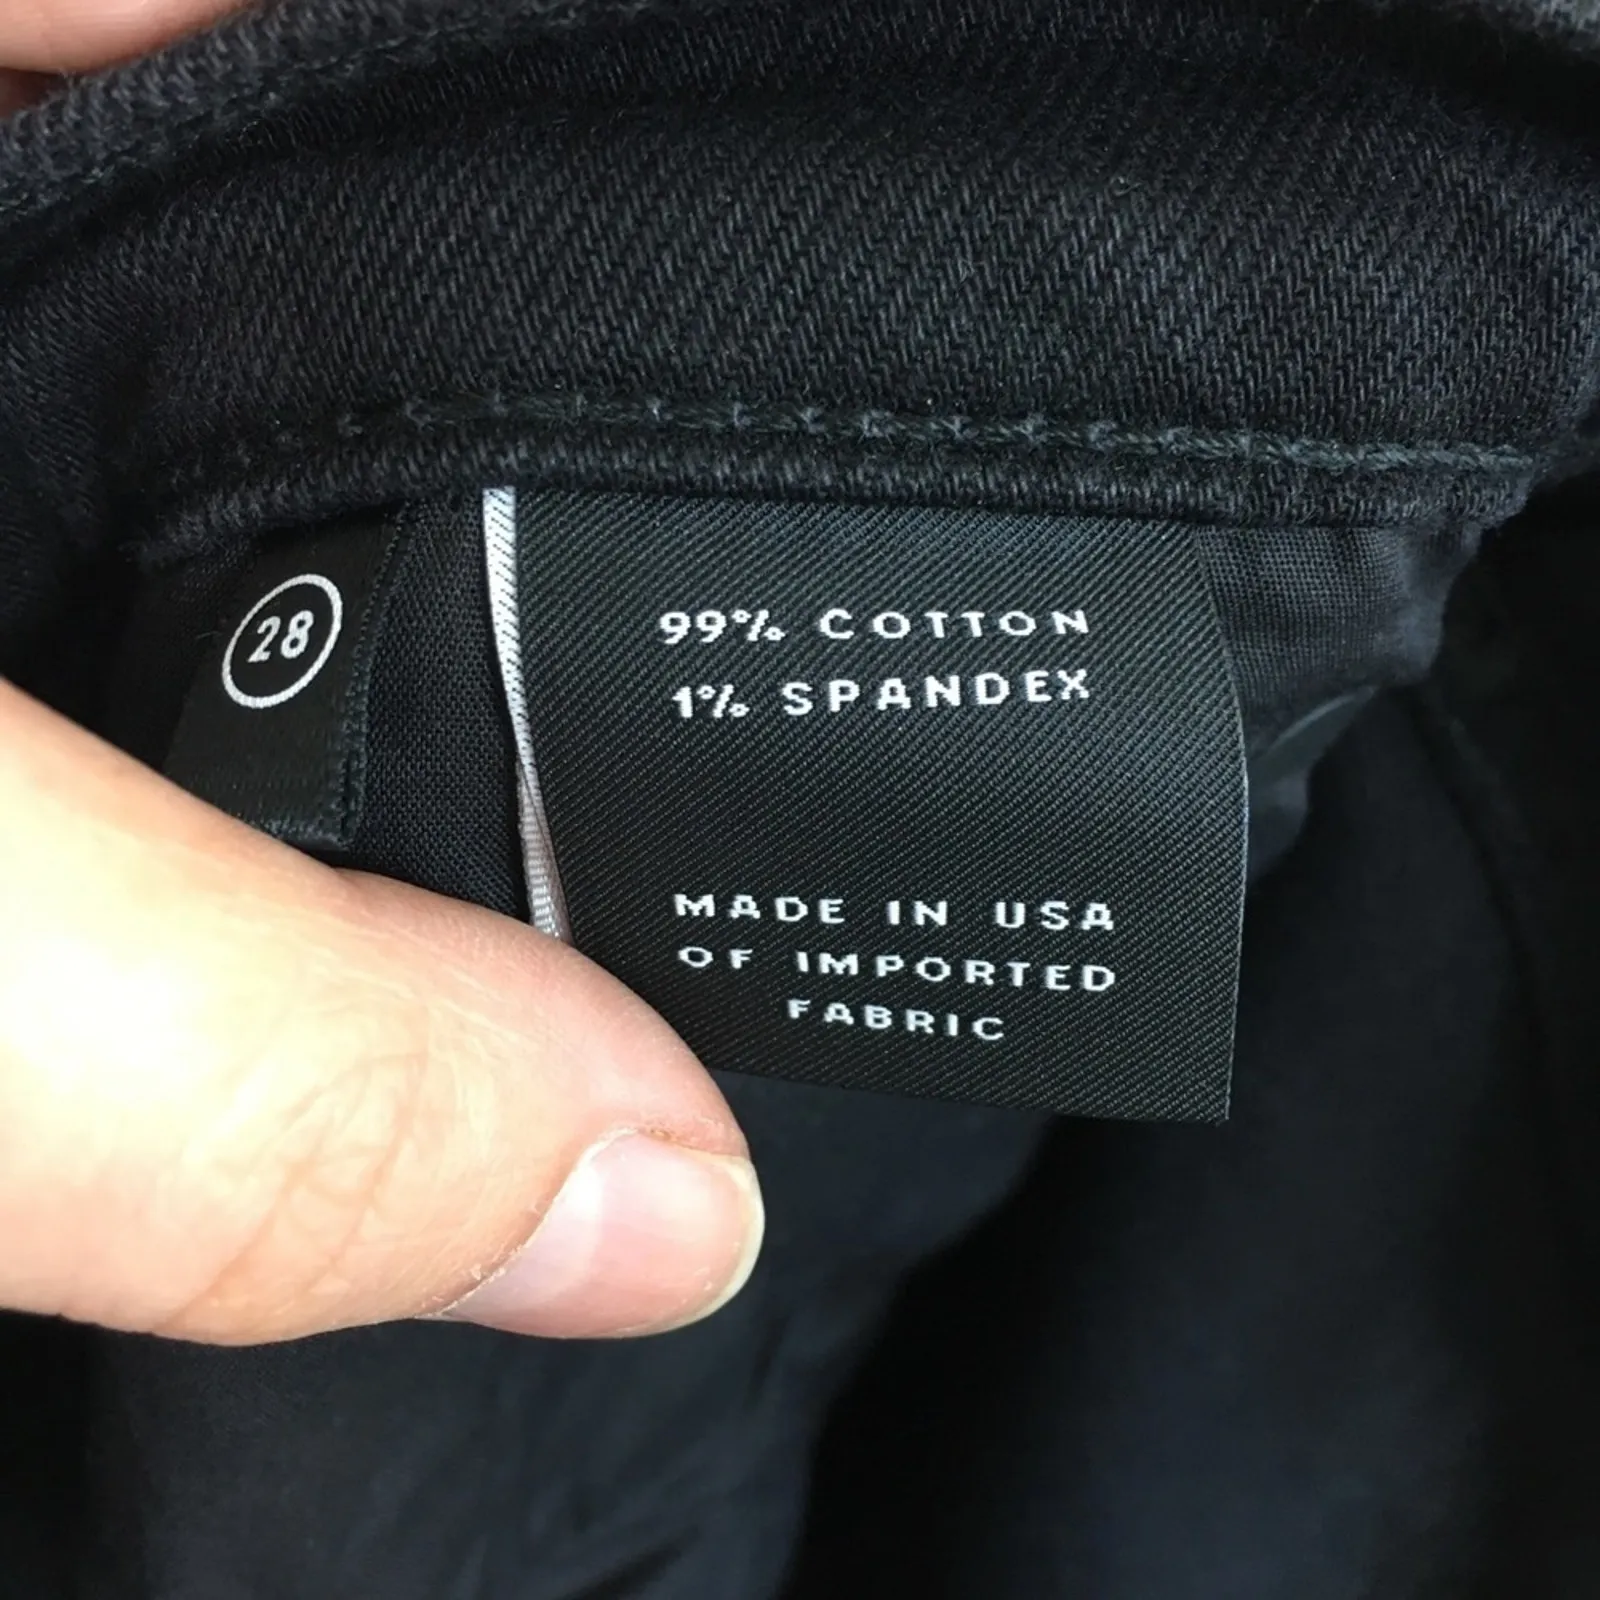 28
99% COTTON
1% SPANDEX
MADE IN USA
OF IMPORTED
FABRIC